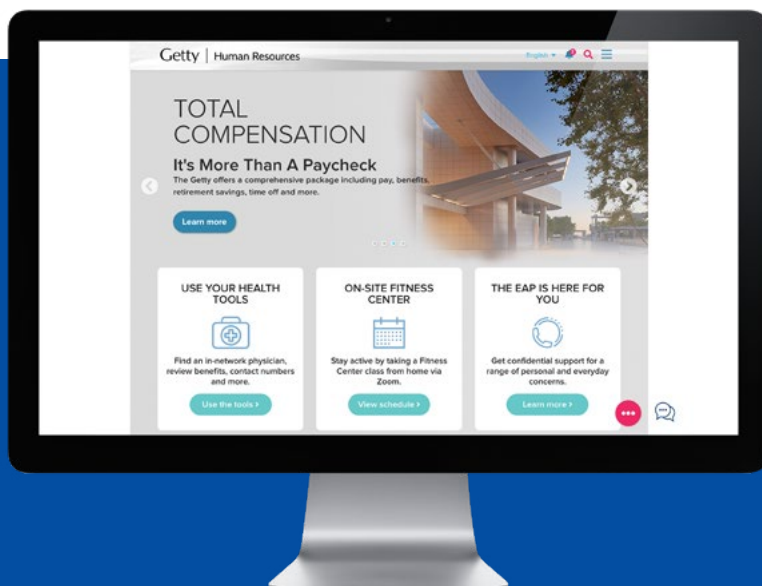 Getty | Human Resources
English
TOTAL
COMPENSATION
It's More Than A Paycheck
The Getty offers a comprehensive package including pay, benefits,
retirement savings, time off and more.
Learn more
USE YOUR HEALTH
TOOLS
Find an in-network physician,
review benefits, contact numbers
and more.
Use the tools >
ON-SITE FITNESS
CENTER
Stay active by taking a Fitness
Center class from home via
Zoom.
View schedule >
THE EAP IS HERE FOR
YOU
Get confidential support for a
range of personal and everyday
concerns.
Learn more >